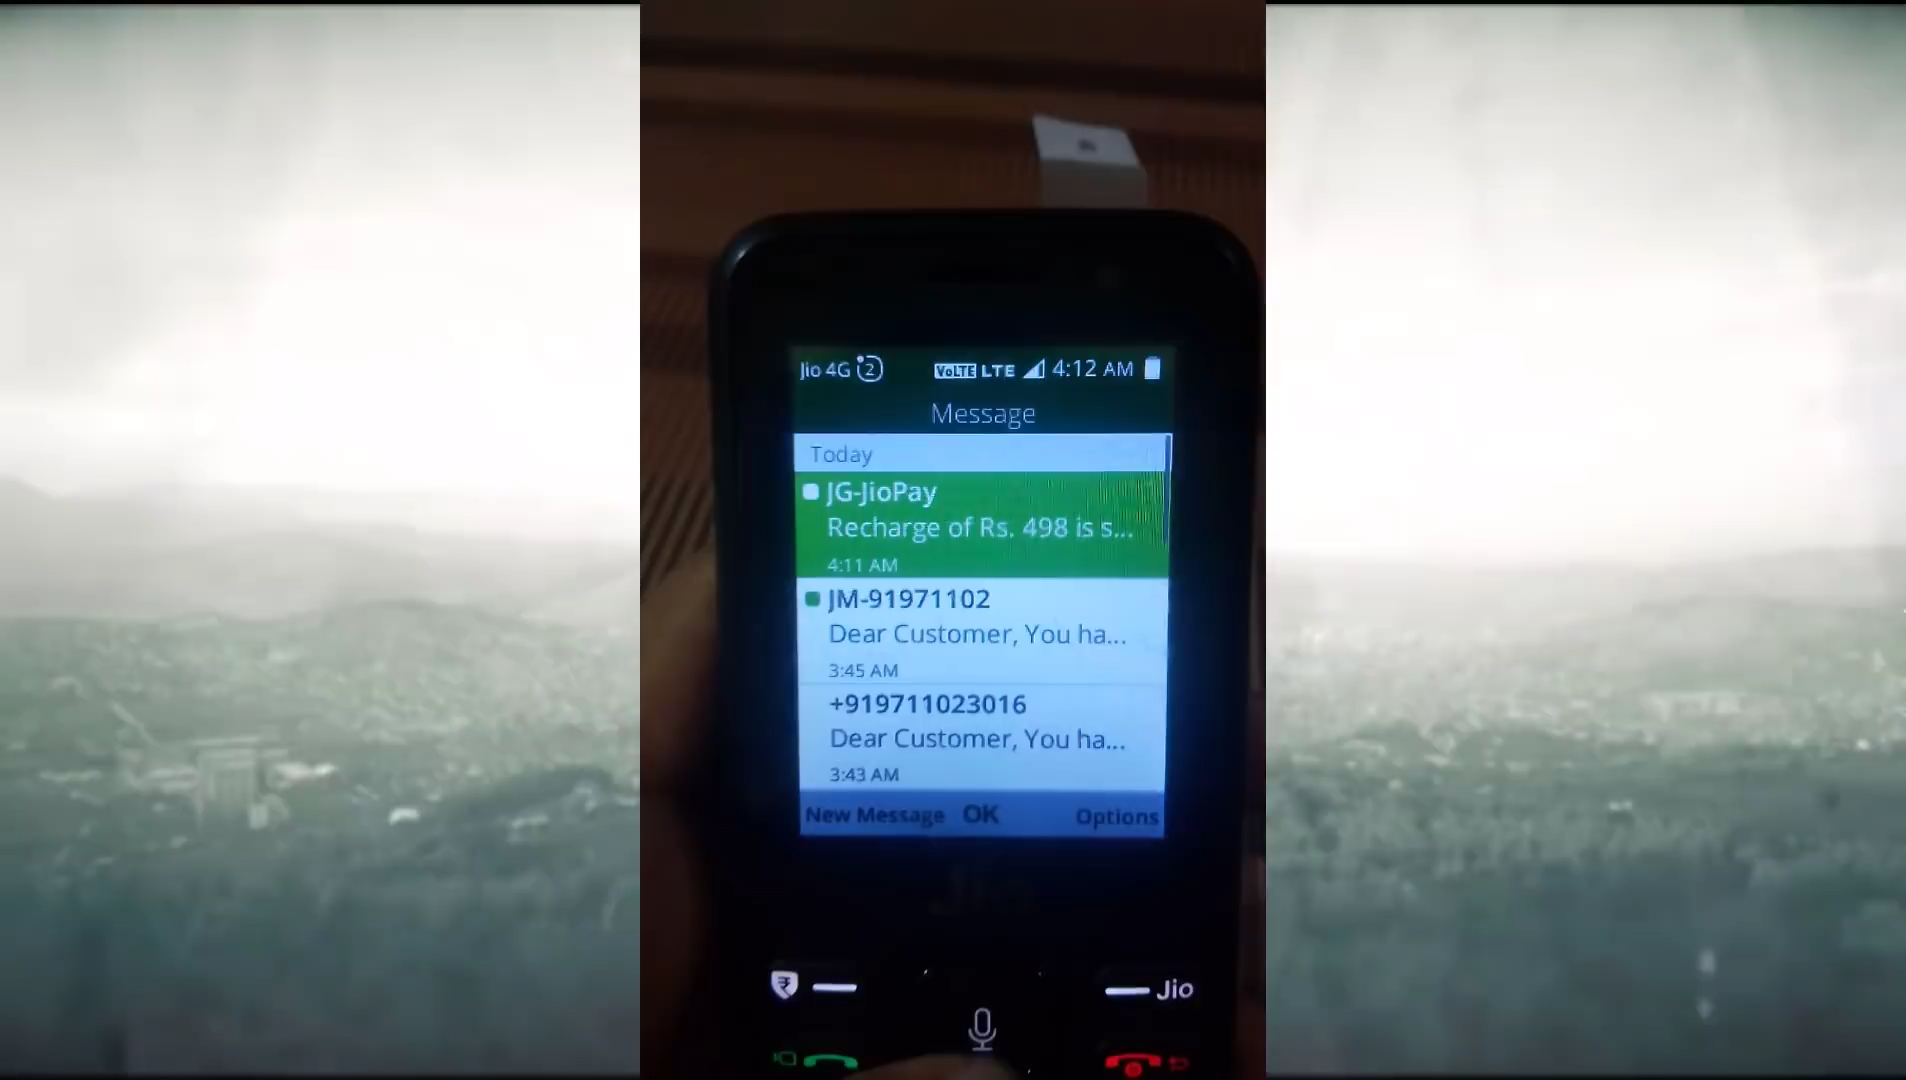 Jio 4G 2 VoLTE LTE 4:12 AM
Message
Today
JG-JioPay
Recharge of Rs. 498 is s...
4:11 AM
JM-91971102
Dear Customer, You ha...
3:45 AM
+919711023016
Dear Customer, You ha...
3:43 AM
New Message OK Options
Jio
₹ Jio